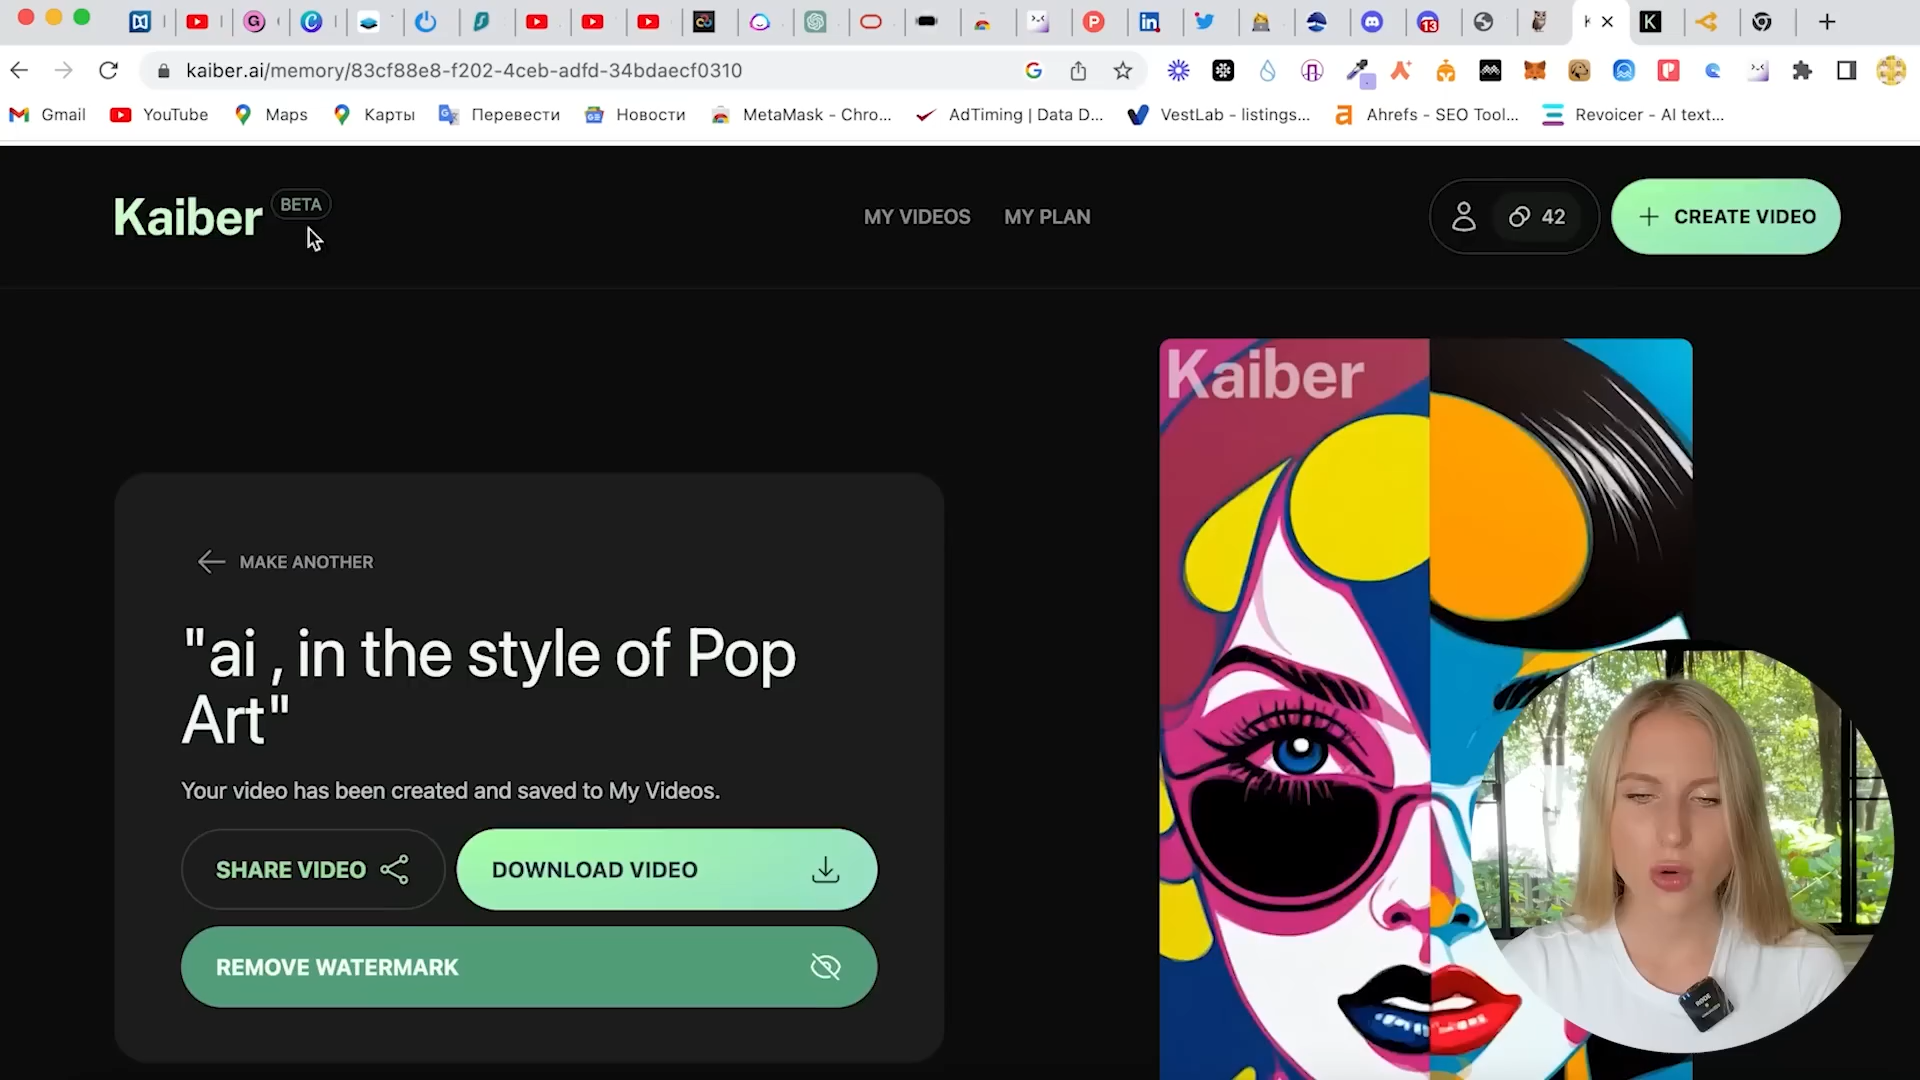 13
kaiber.ai/memory/83cf88e8-f202-4ceb-adfd-34bdaecf0310
Gmail
YouTube
Maps
Карты
Перевести
Новости
MetaMask - Chro...
AdTiming | Data D...
VestLab - listings...
Ahrefs - SEO Tool...
Revoicer - AI text...
Kaiber
BETA
MY VIDEOS
MY PLAN
42
CREATE VIDEO
Kaiber
MAKE ANOTHER
"ai , in the style of Pop
Art"
Your video has been created and saved to My Videos.
SHARE VIDEO
DOWNLOAD VIDEO
REMOVE WATERMARK
RODE